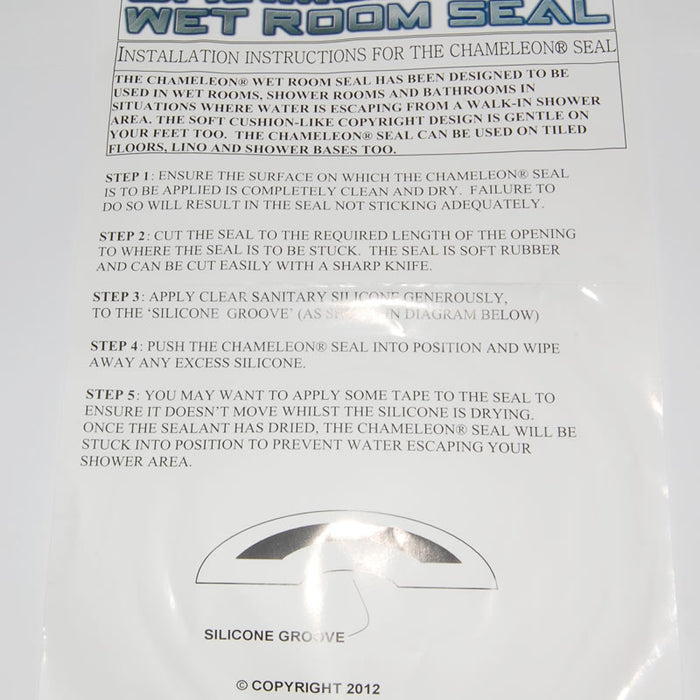 WET ROOM SEAL
INSTALLATION INSTRUCTIONS FOR THE CHAMELEON® SEAL
THE CHAMELEON® WET ROOM SEAL HAS BEEN DESIGNED TO BE
USED IN WET ROOMS, SHOWER ROOMS AND BATHROOMS IN
SITUATIONS WHERE WATER IS ESCAPING FROM A WALK-IN SHOWER
AREA. THE SOFT CUSHION-LIKE COPYRIGHT DESIGN IS GENTLE ON
YOUR FEET TOO. THE CHAMELEON® SEAL CAN BE USED ON TILED
FLOORS, LINO AND SHOWER BASES TOO.
STEP 1: ENSURE THE SURFACE ON WHICH THE CHAMELEON® SEAL
IS TO BE APPLIED IS COMPLETELY CLEAN AND DRY. FAILURE TO
DO SO WILL RESULT IN THE SEAL NOT STICKING ADEQUATELY.
STEP 2: CUT THE SEAL TO THE REQUIRED LENGTH OF THE OPENING
TO WHERE THE SEAL IS TO BE STUCK. THE SEAL IS SOFT RUBBER
AND CAN BE CUT EASILY WITH A SHARP KNIFE.
STEP 3: APPLY CLEAR SANITARY SILICONE GENEROUSLY,
TO THE 'SILICONE GROOVE' (AS IN DIAGRAM BELOW)
STEP 4: PUSH THE CHAMELEON® SEAL INTO POSITION AND WIPE
AWAY ANY EXCESS SILICONE.
STEP 5: YOU MAY WANT TO APPLY SOME TAPE TO THE SEAL TO
ENSURE IT DOESN'T MOVE WHILST THE SILICONE IS DRYING.
ONCE THE SEALANT HAS DRIED, THE CHAMELEON® SEAL WILL BE
STUCK INTO POSITION TO PREVENT WATER ESCAPING YOUR
SHOWER AREA.
SILICONE GROOVE
© COPYRIGHT 2012